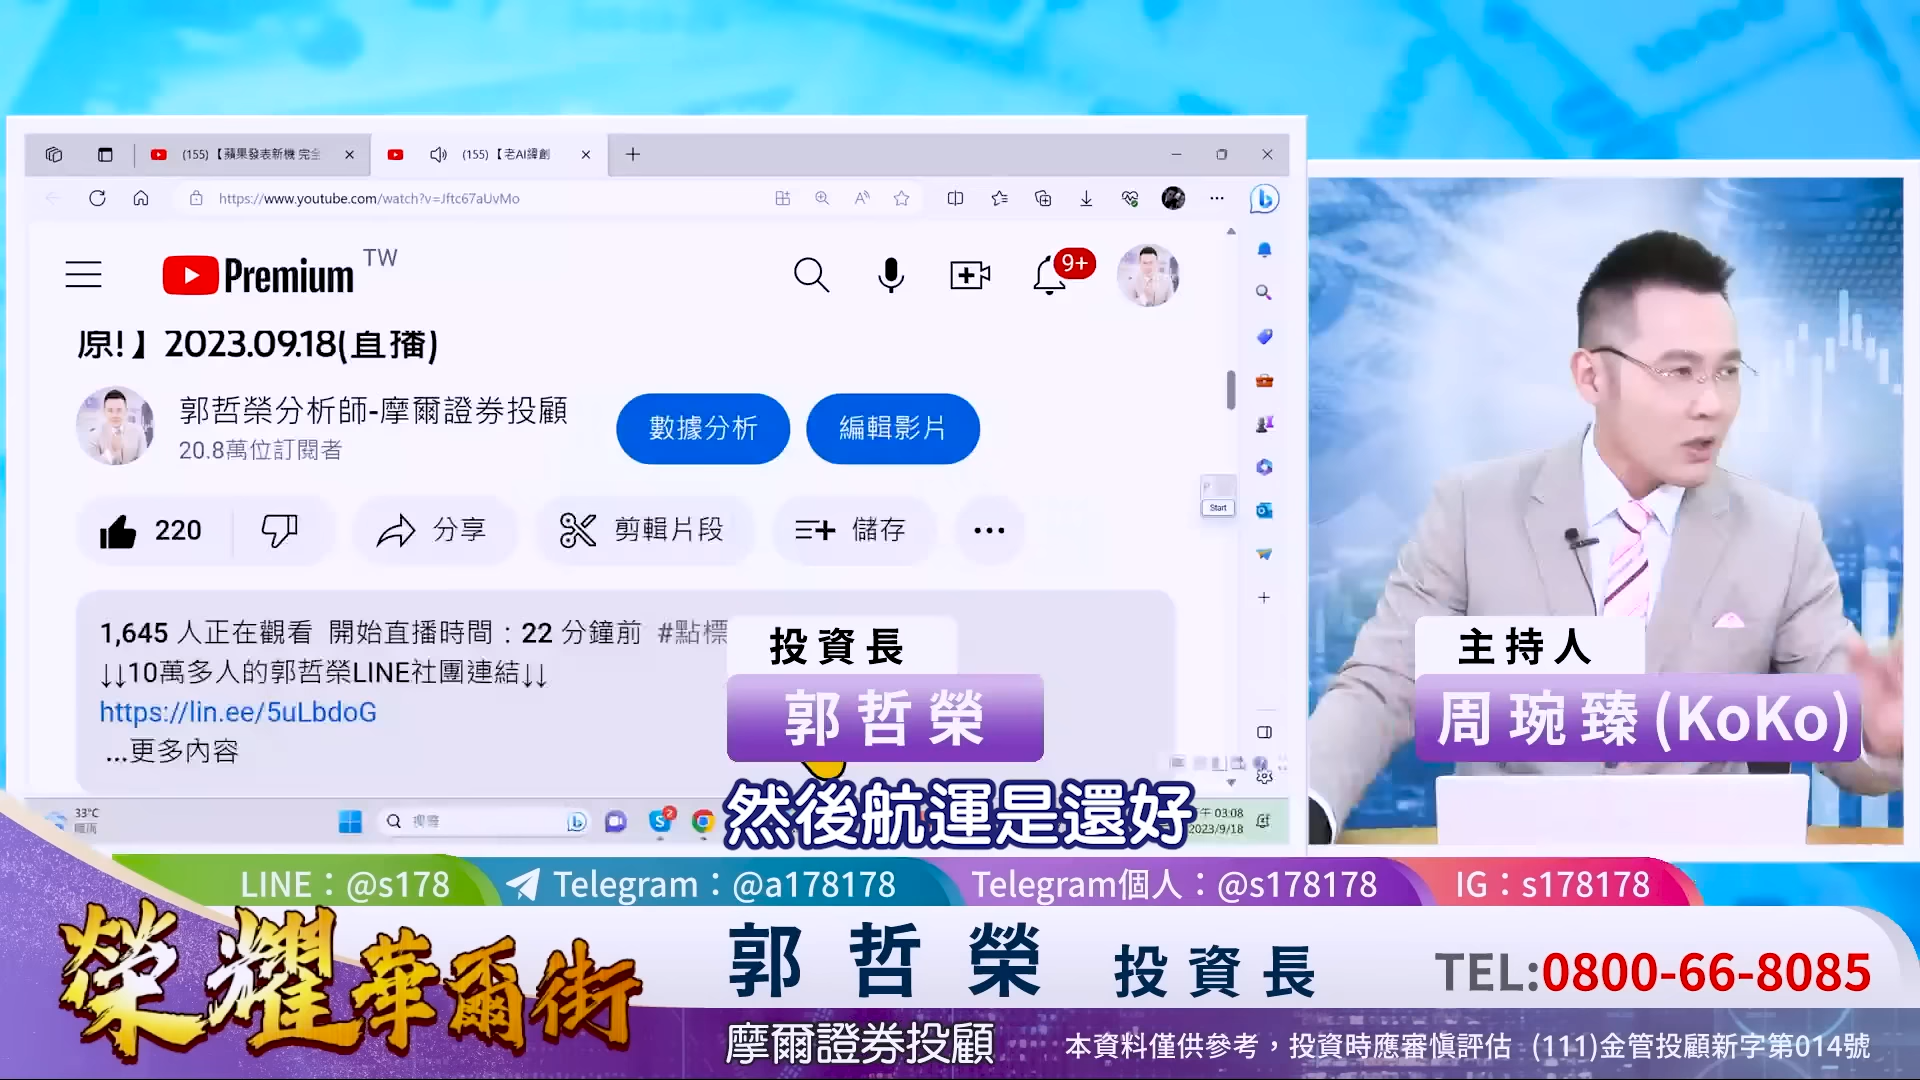 (155)【蘋果發表新機 完全
(155)【老AI緯創
https://www.youtube.com/watch?v=Jftc67aUvMo
Premium TW
9+
原!】2023.09.18(直播)
郭哲榮分析師-摩爾證券投顧
20.8萬位訂閱者
數據分析
編輯影片
220
分享
剪輯片段
儲存
Start
1,645 人正在觀看 開始直播時間：22 分鐘前 #點標
↓↓10萬多人的郭哲榮LINE社團連結↓↓
https://lin.ee/5uLbdoG
...更多內容
投資長
郭哲榮
主持人
周琬臻(KoKo)
33°C
搜尋
2
然後航運是還好
午 03:08
2023/9/18
LINE：@s178
Telegram：@a178178
Telegram個人：@s178178
IG：s178178
榮耀華爾街
郭哲榮 投資長
TEL:0800-66-8085
摩爾證券投顧
本資料僅供參考，投資時應審慎評估 (111)金管投顧新字第014號